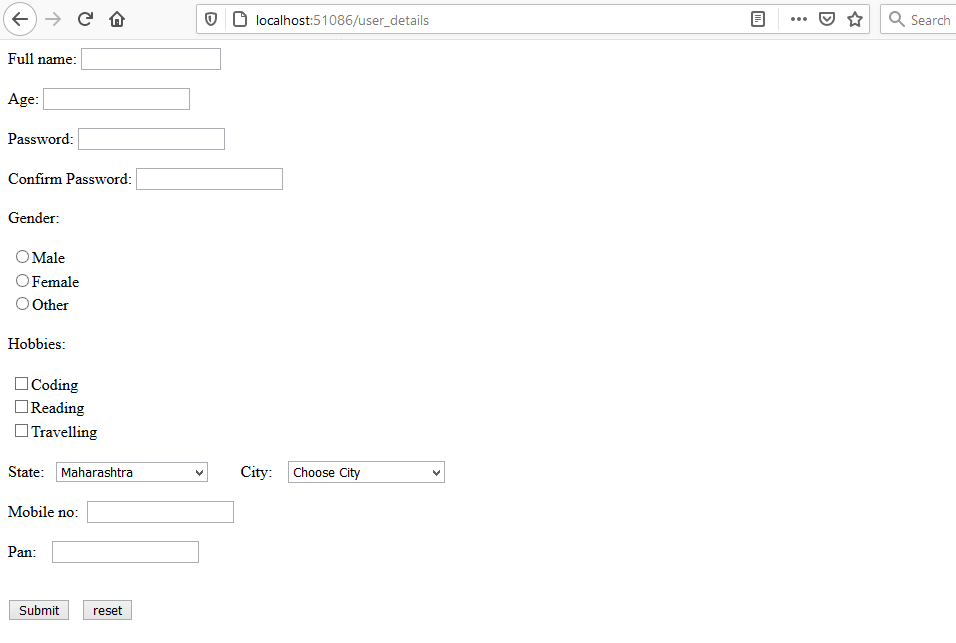 localhost:51086/user_details Search
Full name:
Age:
Password:
Confirm Password:
Gender:
Male
Female
Other
Hobbies:
Coding
Reading
Travelling
State: Maharashtra City: Choose City
Mobile no:
Pan:
Submit reset